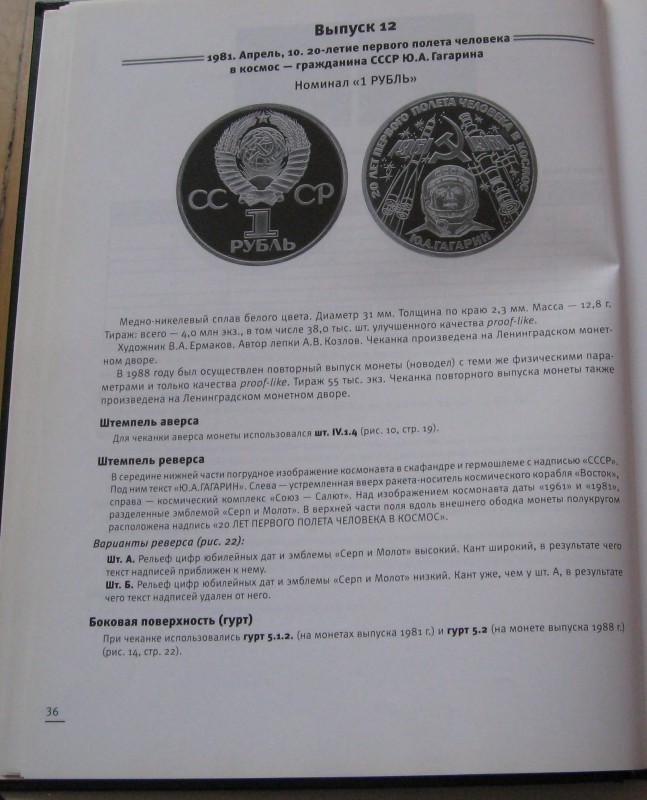 Выпуск 12
1981. Апрель, 10. 20-летие первого полета человека
в космос — гражданина СССР Ю.А. Гагарина
Номинал «1 РУБЛЬ»
СС СР
1
РУБЛЬ
20 ЛЕТ ПЕРВОГО ПОЛЕТА ЧЕЛОВЕКА В КОСМОС
1961 1981
Ю.А.ГАГАРИН
Медно-никелевый сплав белого цвета. Диаметр 31 мм. Толщина по краю 2,3 мм. Масса — 12,8 г.
Тираж: всего — 4,0 млн экз., в том числе 38,0 тыс. шт. улучшенного качества proof-like.
Художник В.А. Ермаков. Автор лепки А.В. Козлов. Чеканка произведена на Ленинградском монет-
ном дворе.
В 1988 году был осуществлен повторный выпуск монеты (новодел) с теми же физическими пара-
метрами и только качества proof-like. Тираж 55 тыс. экз. Чеканка повторного выпуска монеты также
произведена на Ленинградском монетном дворе.
Штемпель аверса
Для чеканки аверса монеты использовался шт. IV.1.4 (рис. 10, стр. 19).
Штемпель реверса
В середине нижней части погрудное изображение космонавта в скафандре и гермошлеме с надписью «СССР».
Под ним текст «Ю.А.ГАГАРИН». Слева — устремленная вверх ракета-носитель космического корабля «Восток»,
справа — космический комплекс «Союз — Салют». Над изображением космонавта даты «1961» и «1981»,
разделенные эмблемой «Серп и Молот». В верхней части поля вдоль внешнего ободка монеты полукругом
расположена надпись «20 ЛЕТ ПЕРВОГО ПОЛЕТА ЧЕЛОВЕКА В КОСМОС».
Варианты реверса (рис. 22):
Шт. А. Рельеф цифр юбилейных дат и эмблемы «Серп и Молот» высокий. Кант широкий, в результате чего
текст надписей приближен к нему.
Шт. Б. Рельеф цифр юбилейных дат и эмблемы «Серп и Молот» низкий. Кант уже, чем у шт. А, в результате
чего текст надписей удален от него.
Боковая поверхность (гурт)
При чеканке использовались гурт 5.1.2. (на монетах выпуска 1981 г.) и гурт 5.2 (на монете выпуска 1988 г.)
(рис. 14, стр. 22).
36